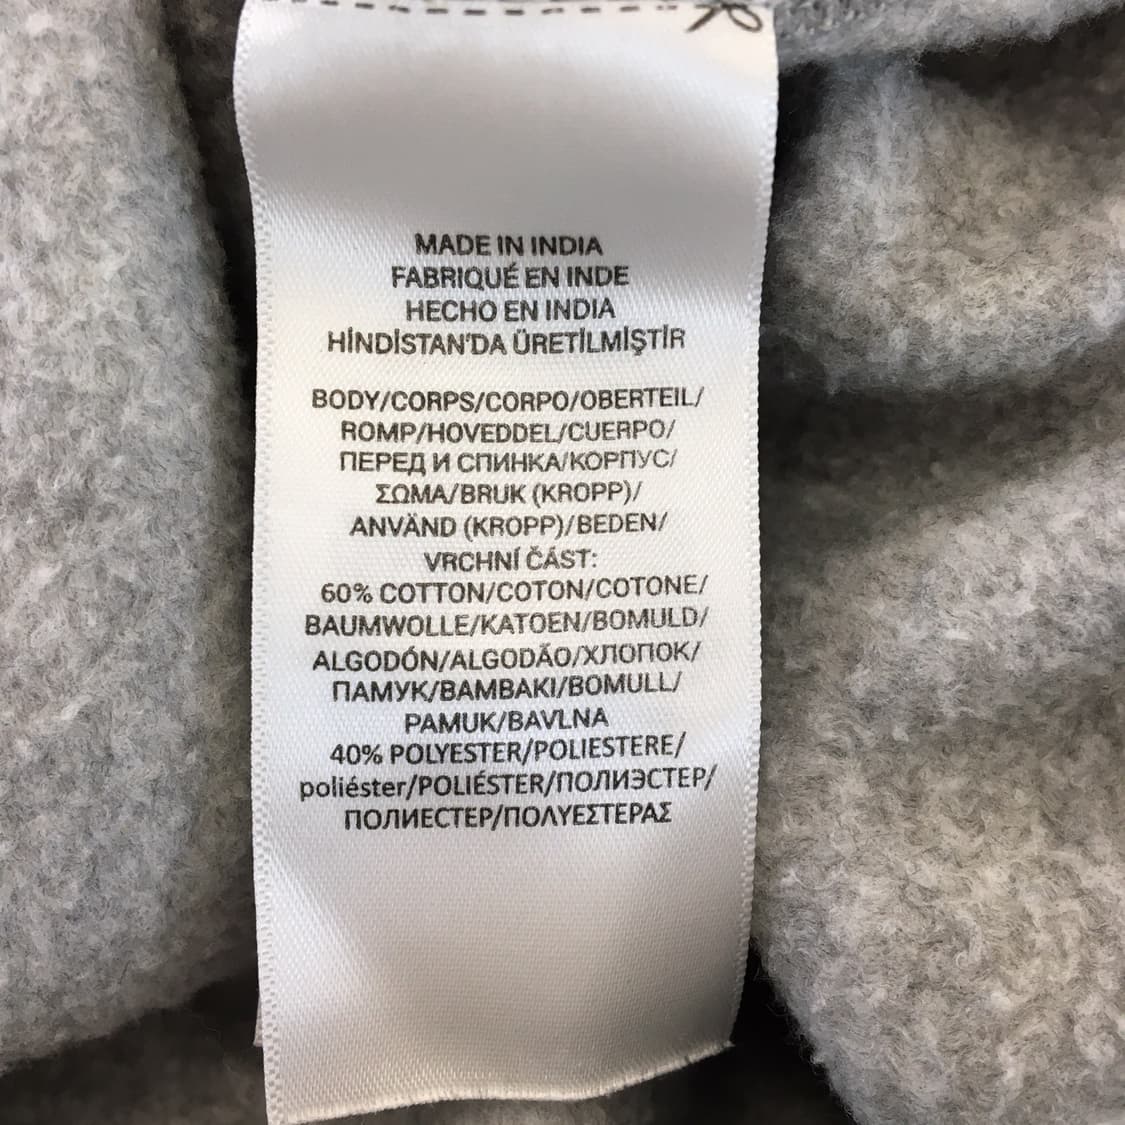 MADE IN INDIA
FABRIQUÉ EN INDE
HECHO EN INDIA
HİNDİSTAN'DA ÜRETİLMİŞTİR
BODY/CORPS/CORPO/OBERTEIL/
ROMP/HOVEDDEL/CUERPO/
ПЕРЕД И СПИНКА/КОРПУС/
ΣΩΜΑ/BRUK (KROPP)/
ANVÄND (KROPP)/BEDEN/
VRCHNÍ ČÁST:
60% COTTON/COTON/COTONE/
BAUMWOLLE/KATOEN/BOMULD/
ALGODÓN/ALGODÃO/ХЛОПОК/
ПАМУК/ΒΑΜΒΑΚΙ/BOMULL/
PAMUK/BAVLNA
40% POLYESTER/POLIESTERE/
poliéster/POLIÉSTER/ПОЛИЭСТЕР/
ПОЛИЕСТЕР/ΠΟΛΥΕΣΤΕΡΑΣ